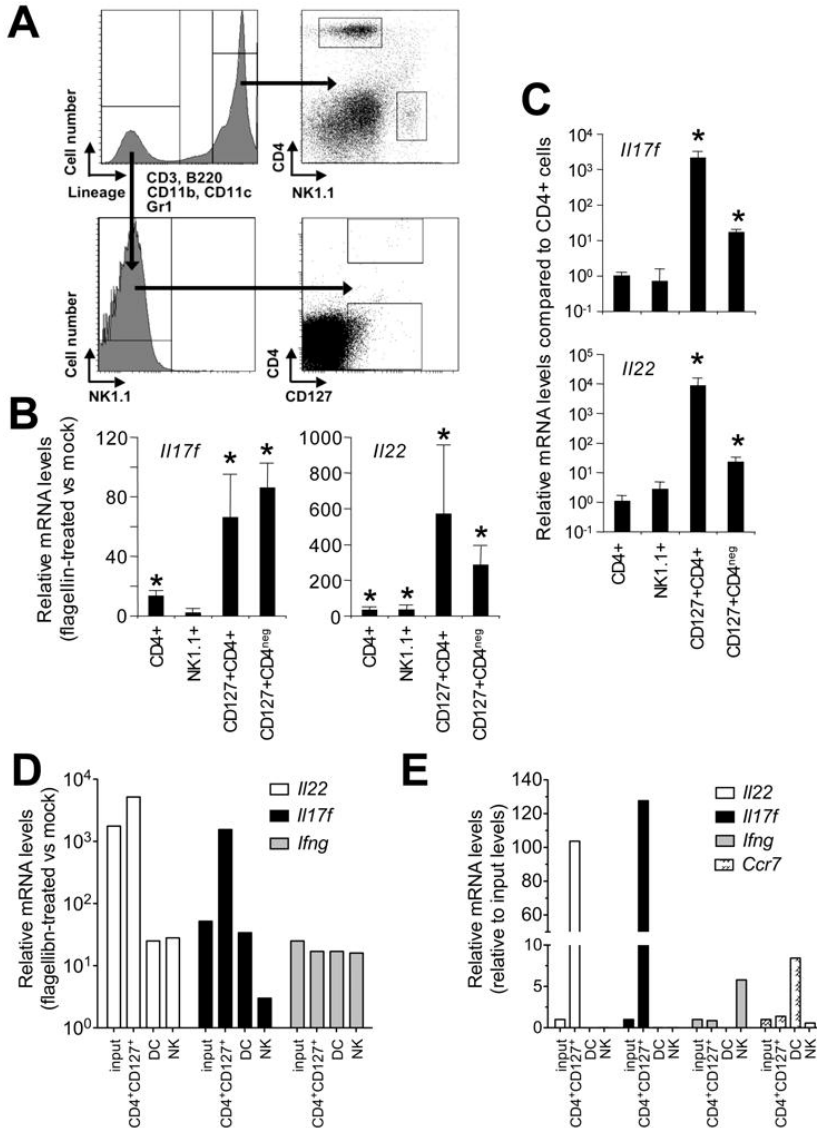 A
Cell number
Lineage
CD3, B220
CD11b, CD11c
Gr1
CD4
NK1.1
Cell number
NK1.1
CD4
CD127
B
Relative mRNA levels
(flagellin-treated vs mock)
Il17f
120
80
40
0
CD4+
NK1.1+
CD127+CD4+
CD127+CD4neg
*
*
*
Il22
1000
800
600
400
200
0
CD4+
NK1.1+
CD127+CD4+
CD127+CD4neg
*
*
*
*
C
Relative mRNA levels compared to CD4+ cells
Il17f
10^4
10^3
10^2
10^1
10^0
10^-1
*
*
Il22
10^5
10^4
10^3
10^2
10^1
10^0
10^-1
*
*
CD4+
NK1.1+
CD127+CD4+
CD127+CD4neg
D
Relative mRNA levels
(flagellibn-treated vs mock)
10^4
10^3
10^2
10^1
10^0
Il22
Il17f
Ifng
input
CD4+CD127+
DC
NK
input
CD4+CD127+
DC
NK
input
CD4+CD127+
DC
NK
E
Relative mRNA levels
(relative to input levels)
140
120
100
80
60
10
5
0
Il22
Il17f
Ifng
Ccr7
input
CD4+CD127+
DC
NK
input
CD4+CD127+
DC
NK
input
CD4+CD127+
DC
NK
input
CD4+CD127+
DC
NK